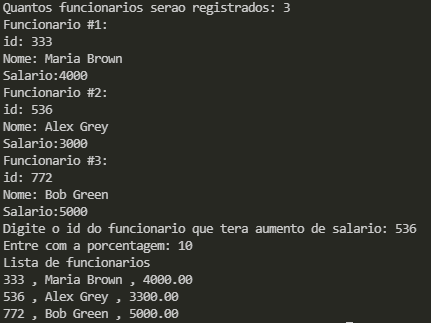 Quantos funcionarios serao registrados: 3
Funcionario #1:
id: 333
Nome: Maria Brown
Salario:4000
Funcionario #2:
id: 536
Nome: Alex Grey
Salario:3000
Funcionario #3:
id: 772
Nome: Bob Green
Salario:5000
Digite o id do funcionario que tera aumento de salario: 536
Entre com a porcentagem: 10
Lista de funcionarios
333 , Maria Brown , 4000.00
536 , Alex Grey , 3300.00
772 , Bob Green , 5000.00